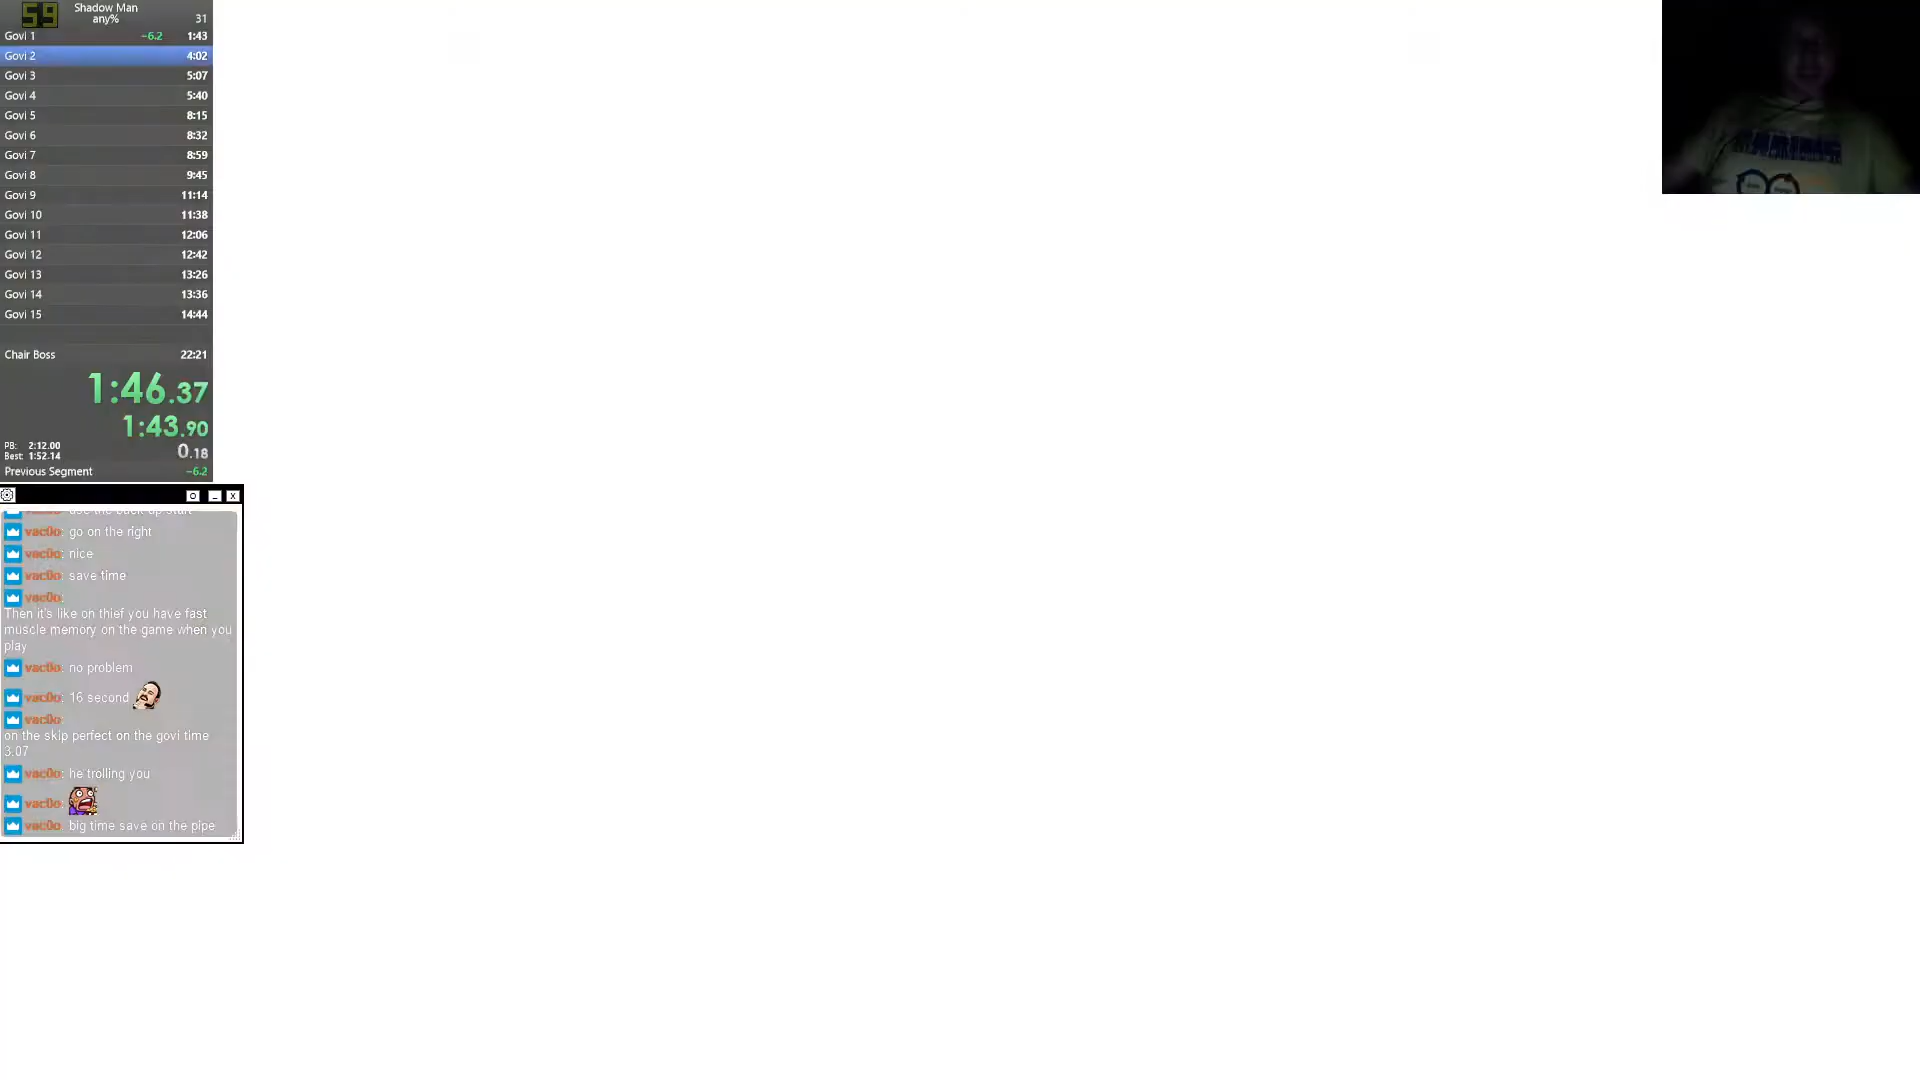 59
Shadow Man
any%
31
Govi 1 −6.2 1:43
Govi 2 4:02
Govi 3 5:07
Govi 4 5:40
Govi 5 8:15
Govi 6 8:32
Govi 7 8:59
Govi 8 9:45
Govi 9 11:14
Govi 10 11:38
Govi 11 12:06
Govi 12 12:42
Govi 13 13:26
Govi 14 13:36
Govi 15 14:44
Chair Boss 22:21
1:46.37
1:43.90
PB: 2:12.00
Best: 1:52.14
0.18
Previous Segment −6.2
use the back up start
vac0o: go on the right
vac0o: nice
vac0o: save time
vac0o:
Then it's like on thief you have fast
muscle memory on the game when you
play
vac0o: no problem
vac0o: 16 second
vac0o:
on the skip perfect on the govi time
3.07
vac0o: he trolling you
vac0o:
vac0o: big time save on the pipe